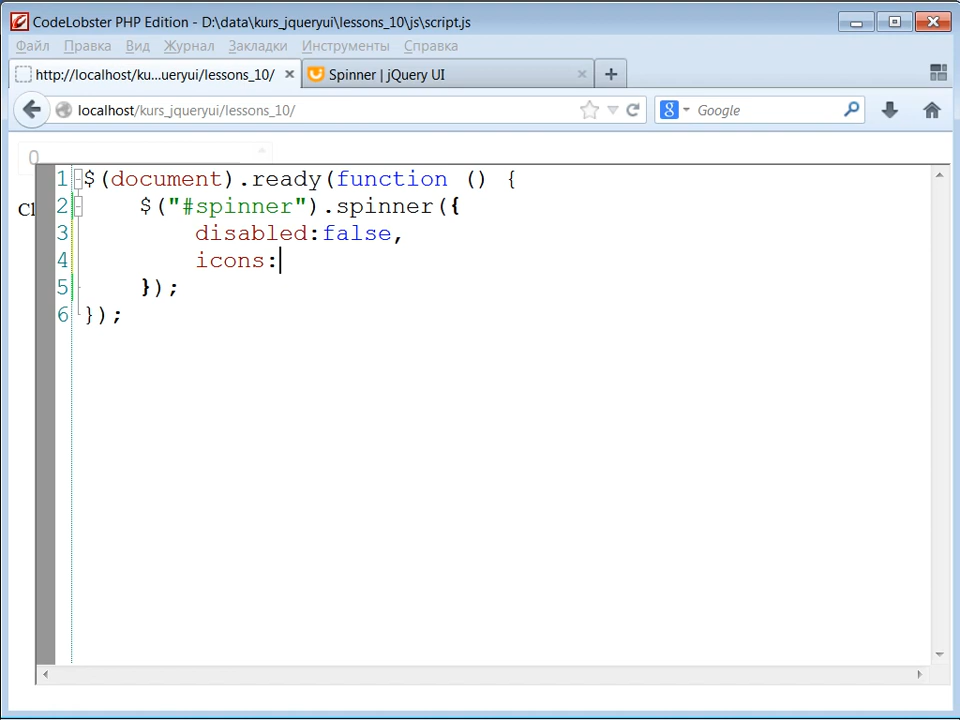 CodeLobster PHP Edition - D:\data\kurs_jqueryui\lessons_10\js\script.js
Файл Правка Вид Журнал Закладки Инструменты Справка
http://localhost/ku...ueryui/lessons_10/ Spinner | jQuery UI
localhost/kurs_jqueryui/lessons_10/ Google
0
1 $(document).ready(function () {
2 $("#spinner").spinner({
3 disabled:false,
4 icons:
5 });
6 });